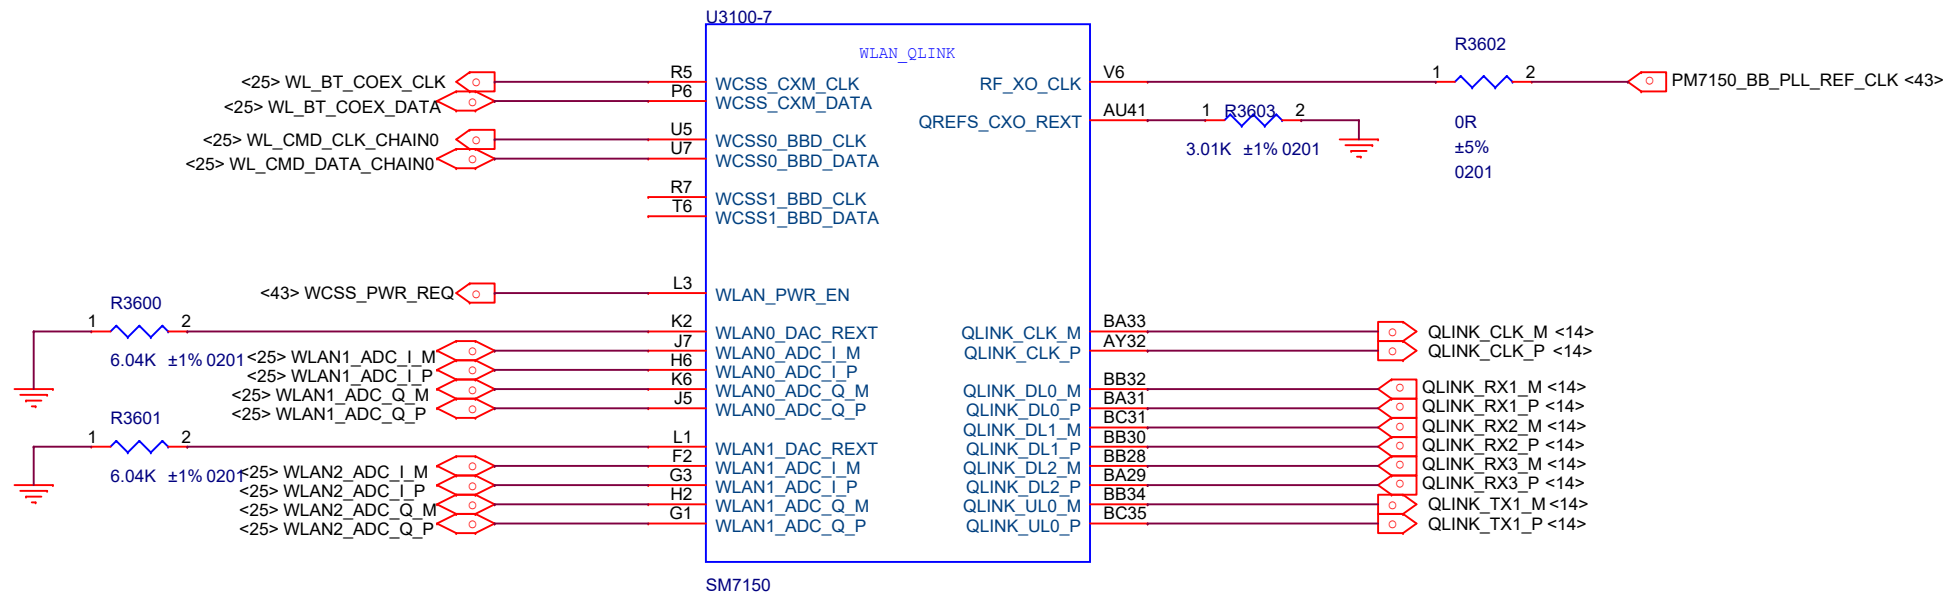 U3100-7
WLAN_QLINK
R3602
<25> WL_BT_COEX_CLK R5 WCSS_CXM_CLK RF_XO_CLK V6 1 2 PM7150_BB_PLL_REF_CLK <43>
<25> WL_BT_COEX_DATA P6 WCSS_CXM_DATA
QREFS_CXO_REXT AU41 1 R3603 2
0R
<25> WL_CMD_CLK_CHAIN0 U5 WCSS0_BBD_CLK
3.01K ±1% 0201
±5%
<25> WL_CMD_DATA_CHAIN0 U7 WCSS0_BBD_DATA
0201
R7 WCSS1_BBD_CLK
T6 WCSS1_BBD_DATA
<43> WCSS_PWR_REQ L3 WLAN_PWR_EN
R3600
1 2 K2 WLAN0_DAC_REXT QLINK_CLK_M BA33 QLINK_CLK_M <14>
6.04K ±1% 0201
<25> WLAN1_ADC_I_M J7 WLAN0_ADC_I_M QLINK_CLK_P AY32 QLINK_CLK_P <14>
<25> WLAN1_ADC_I_P H6 WLAN0_ADC_I_P
<25> WLAN1_ADC_Q_M K6 WLAN0_ADC_Q_M QLINK_DL0_M BB32 QLINK_RX1_M <14>
<25> WLAN1_ADC_Q_P J5 WLAN0_ADC_Q_P QLINK_DL0_P BA31 QLINK_RX1_P <14>
R3601
QLINK_DL1_M BC31 QLINK_RX2_M <14>
1 2 L1 WLAN1_DAC_REXT QLINK_DL1_P BB30 QLINK_RX2_P <14>
6.04K ±1% 0201
<25> WLAN2_ADC_I_M F2 WLAN1_ADC_I_M QLINK_DL2_M BB28 QLINK_RX3_M <14>
<25> WLAN2_ADC_I_P G3 WLAN1_ADC_I_P QLINK_DL2_P BA29 QLINK_RX3_P <14>
<25> WLAN2_ADC_Q_M H2 WLAN1_ADC_Q_M QLINK_UL0_M BB34 QLINK_TX1_M <14>
<25> WLAN2_ADC_Q_P G1 WLAN1_ADC_Q_P QLINK_UL0_P BC35 QLINK_TX1_P <14>
SM7150